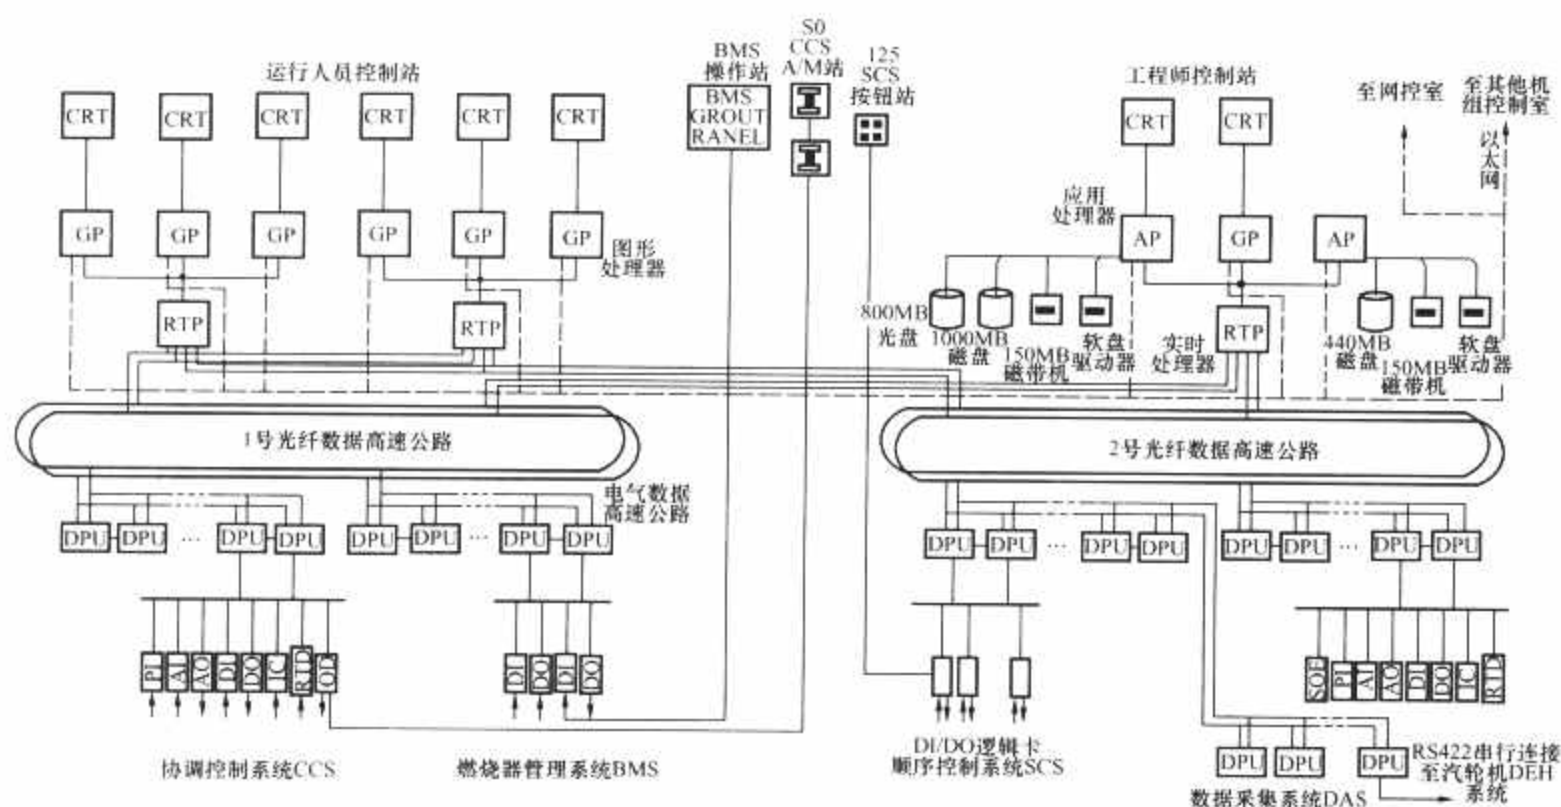 运行人员控制站
BMS
操作站
S0
CCS
A/M站
125
SCS
按钮站
工程师控制站
至网控室
至其他机
组控制室
以太网
CRT
CRT
CRT
CRT
CRT
CRT
BMS
GROUT
RANEL
CRT
CRT
应用
处理器
GP
GP
GP
GP
GP
GP
图形
处理器
AP
GP
AP
RTP
RTP
RTP
800MB
光盘
1000MB
磁盘
150MB
磁带机
软盘
驱动器
实时
处理器
440MB
磁盘
150MB
磁带机
软盘
驱动器
1号光纤数据高速公路
2号光纤数据高速公路
电气数据
高速公路
DPU
DPU
…
DPU
DPU
DPU
DPU
…
DPU
DPU
DPU
DPU
…
DPU
DPU
DPU
DPU
…
DPU
DPU
PI
AI
AO
DI
DO
IC
RTD
OD
DI
DO
DI
DO
SOE
PI
AI
AO
DI
DO
IC
RTD
协调控制系统CCS
燃烧器管理系统BMS
DI/DO逻辑卡
顺序控制系统SCS
DPU
DPU
DPU
数据采集系统DAS
RS422串行连接
至汽轮机DEH
系统